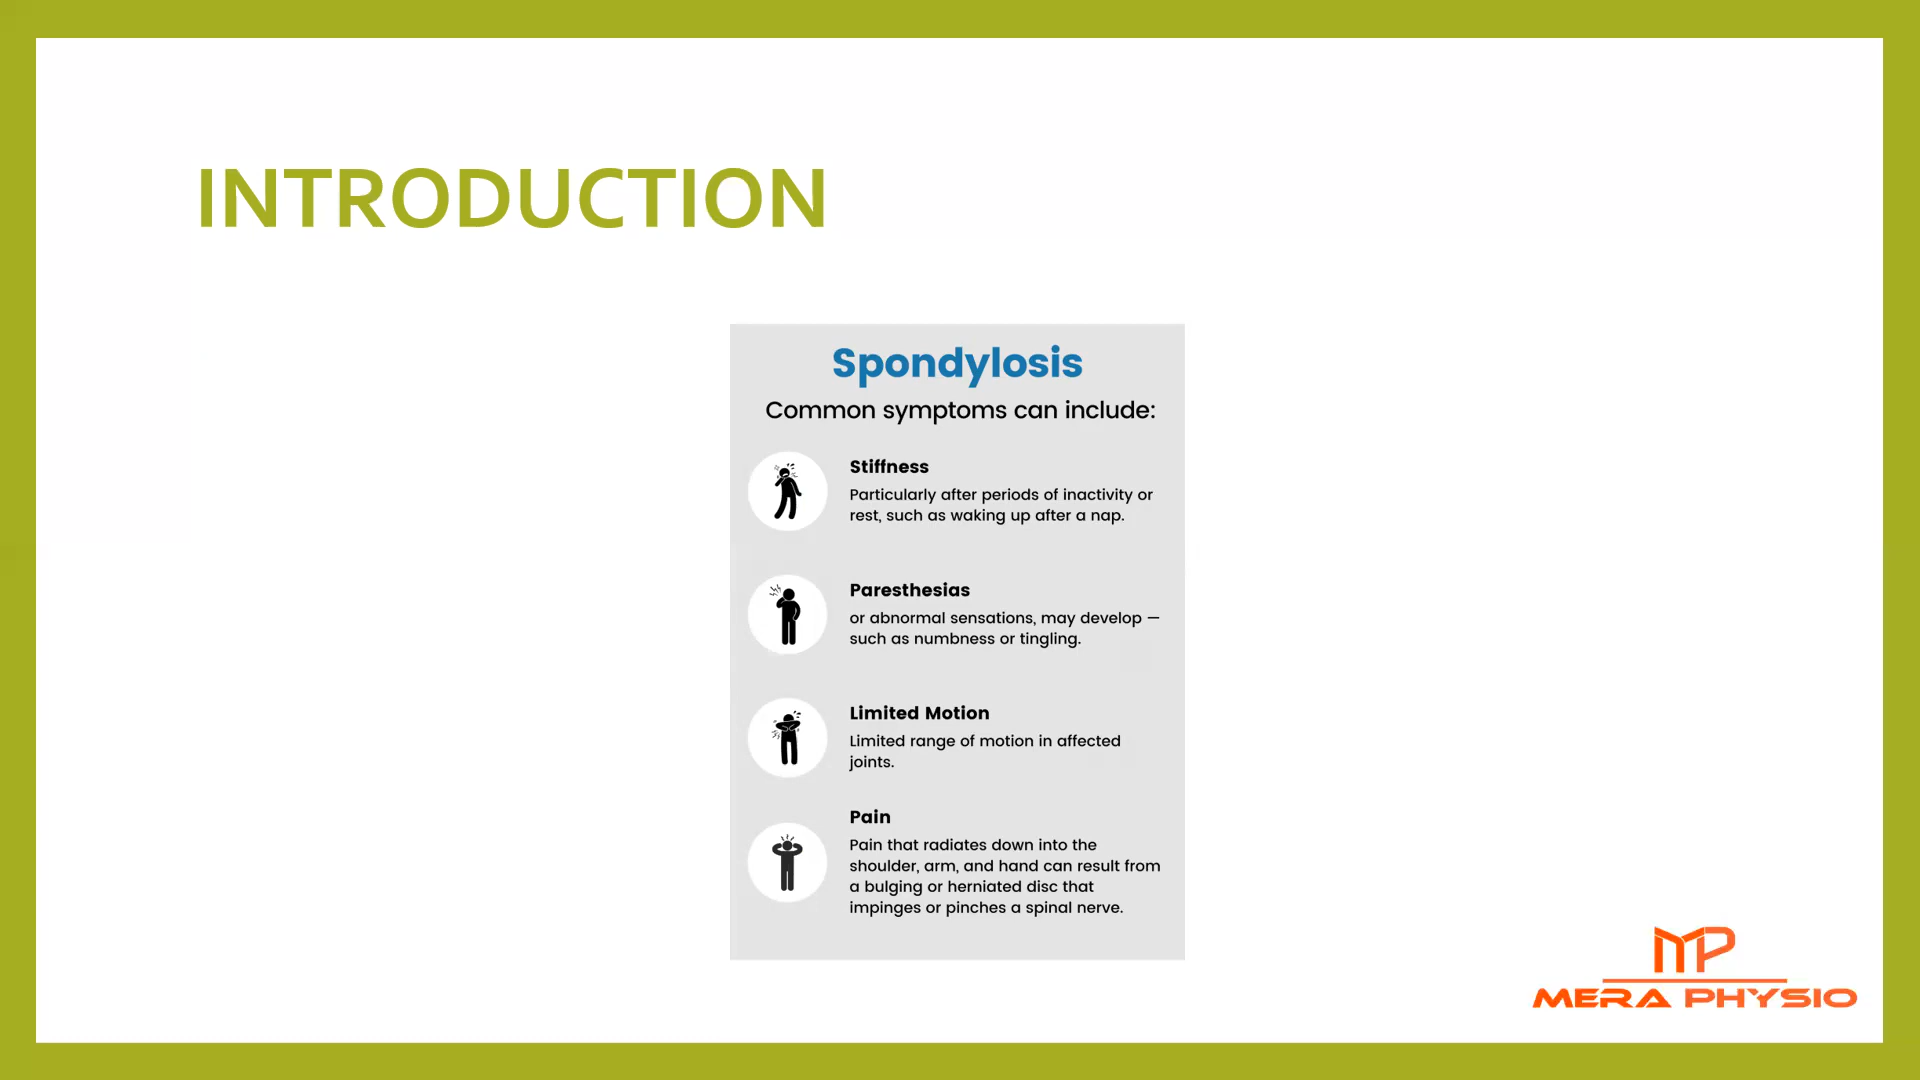 INTRODUCTION
Spondylosis
Common symptoms can include:
Stiffness
Particularly after periods of inactivity or
rest, such as waking up after a nap.
Paresthesias
or abnormal sensations, may develop —
such as numbness or tingling.
Limited Motion
Limited range of motion in affected
joints.
Pain
Pain that radiates down into the
shoulder, arm, and hand can result from
a bulging or herniated disc that
impinges or pinches a spinal nerve.
MP
MERA PHYSIO